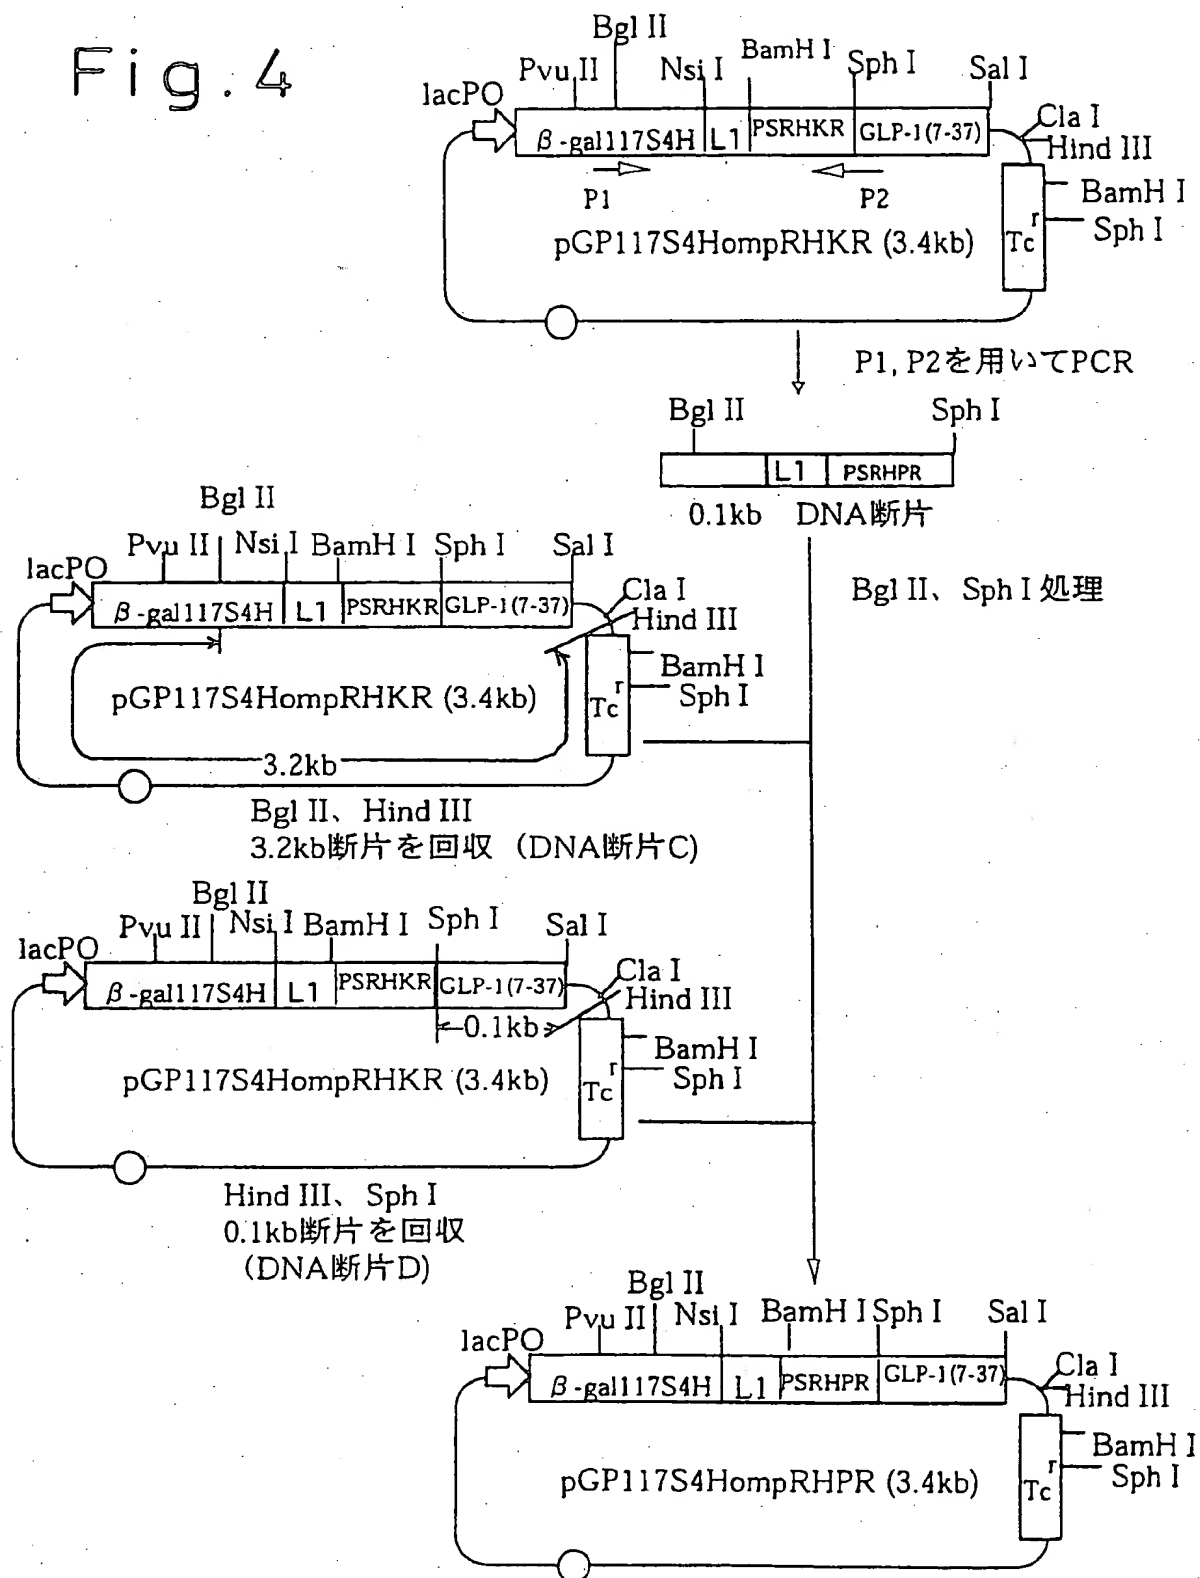 Fig. 4
Bgl II
Pvu II
Nsi I
BamH I
Sph I
Sal I
lacPO
β-gal117S4H
L1
PSRHKR
GLP-1(7-37)
Cla I
Hind III
BamH I
Sph I
Tc r
P1
P2
pGP117S4HompRHKR (3.4kb)
P1, P2を用いてPCR
Bgl II
Sph I
L1
PSRHPR
0.1kb DNA断片
Bgl II、Sph I 処理
Bgl II
Pvu II
Nsi I
BamH I
Sph I
Sal I
lacPO
β-gal117S4H
L1
PSRHKR
GLP-1(7-37)
Cla I
Hind III
BamH I
Sph I
Tc r
pGP117S4HompRHKR (3.4kb)
3.2kb
Bgl II、Hind III
3.2kb断片を回収 (DNA断片C)
Bgl II
Pvu II
Nsi I
BamH I
Sph I
Sal I
lacPO
β-gal117S4H
L1
PSRHKR
GLP-1(7-37)
Cla I
Hind III
0.1kb
BamH I
Sph I
Tc r
pGP117S4HompRHKR (3.4kb)
Hind III、Sph I
0.1kb断片を回収
(DNA断片D)
Bgl II
Pvu II
Nsi I
BamH I
Sph I
Sal I
lacPO
β-gal117S4H
L1
PSRHPR
GLP-1(7-37)
Cla I
Hind III
BamH I
Sph I
Tc r
pGP117S4HompRHPR (3.4kb)